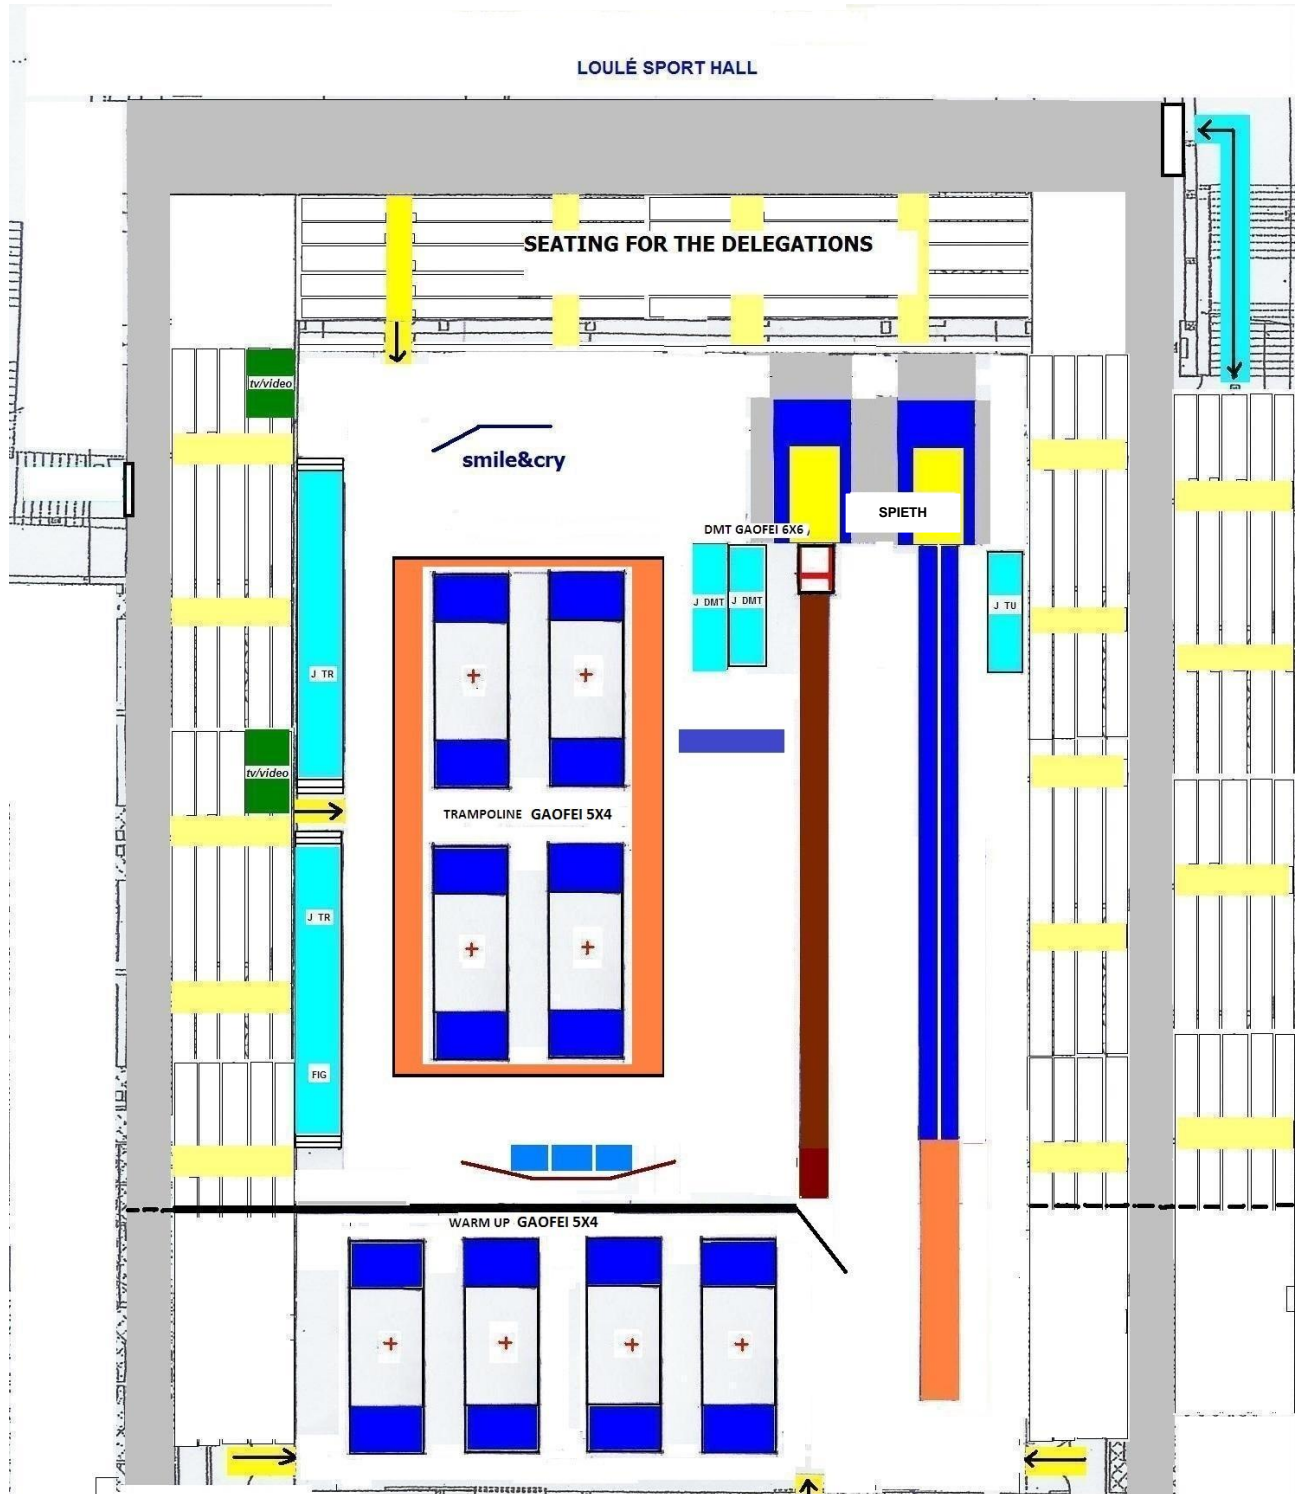 LOULÉ SPORT HALL
SEATING FOR THE DELEGATIONS
tv/video
smile&cry
SPIETH
DMT GAOFEI 6X6
J DMT
J DMT
J TU
J TR
tv/video
TRAMPOLINE GAOFEI 5X4
J TR
FIG
WARM UP GAOFEI 5X4